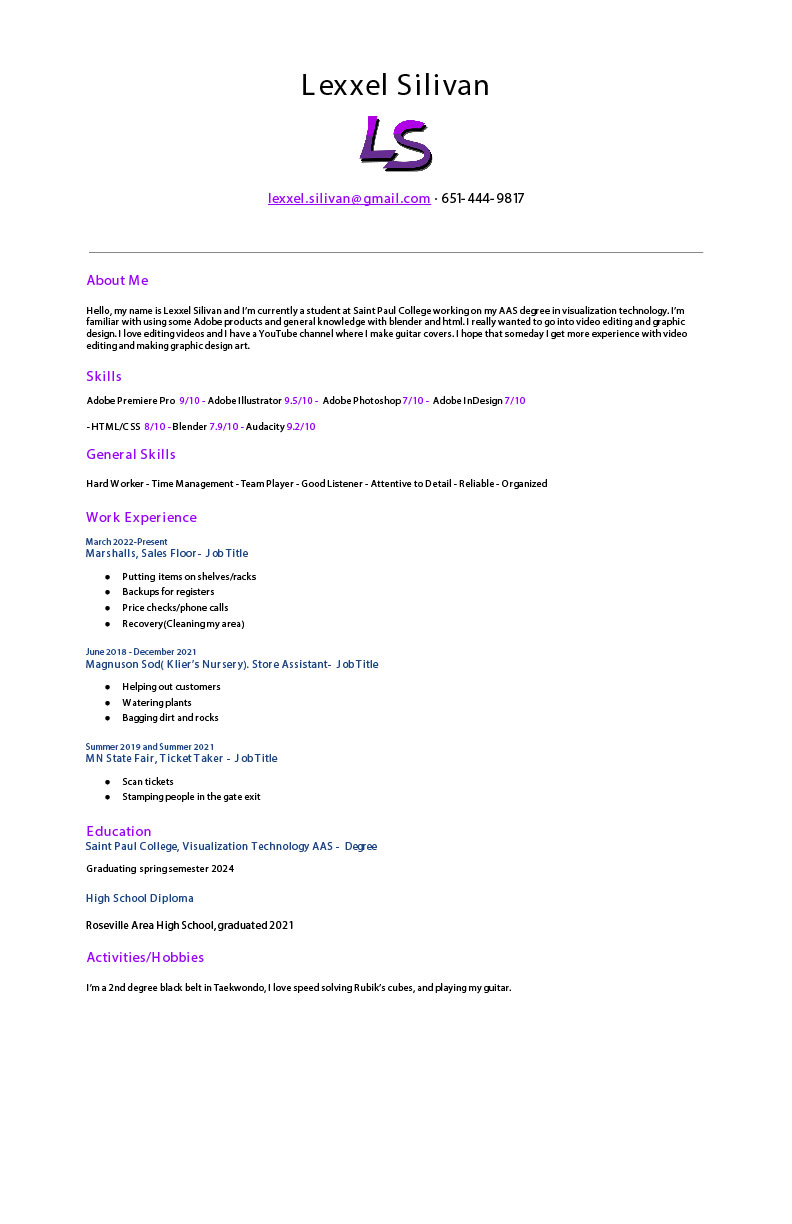 Lexxel Silivan
LS
lexxel.silivan@gmail.com · 651-444-9817
About Me
Hello, my name is Lexxel Silivan and I'm currently a student at Saint Paul College working on my AAS degree in visualization technology. I'm
familiar with using some Adobe products and general knowledge with blender and html. I really wanted to go into video editing and graphic
design. I love editing videos and I have a YouTube channel where I make guitar covers. I hope that someday I get more experience with video
editing and making graphic design art.
Skills
Adobe Premiere Pro 9/10 - Adobe Illustrator 9.5/10 - Adobe Photoshop 7/10 - Adobe InDesign 7/10
- HTML/CSS 8/10 - Blender 7.9/10 - Audacity 9.2/10
General Skills
Hard Worker - Time Management - Team Player - Good Listener - Attentive to Detail - Reliable - Organized
Work Experience
March 2022-Present
Marshalls, Sales Floor - Job Title
● Putting items on shelves/racks
● Backups for registers
● Price checks/phone calls
● Recovery(Cleaning my area)
June 2018 - December 2021
Magnuson Sod( Klier's Nursery). Store Assistant- Job Title
● Helping out customers
● Watering plants
● Bagging dirt and rocks
Summer 2019 and Summer 2021
MN State Fair, Ticket Taker - Job Title
● Scan tickets
● Stamping people in the gate exit
Education
Saint Paul College, Visualization Technology AAS - Degree
Graduating spring semester 2024
High School Diploma
Roseville Area High School, graduated 2021
Activities/Hobbies
I'm a 2nd degree black belt in Taekwondo, I love speed solving Rubik's cubes, and playing my guitar.